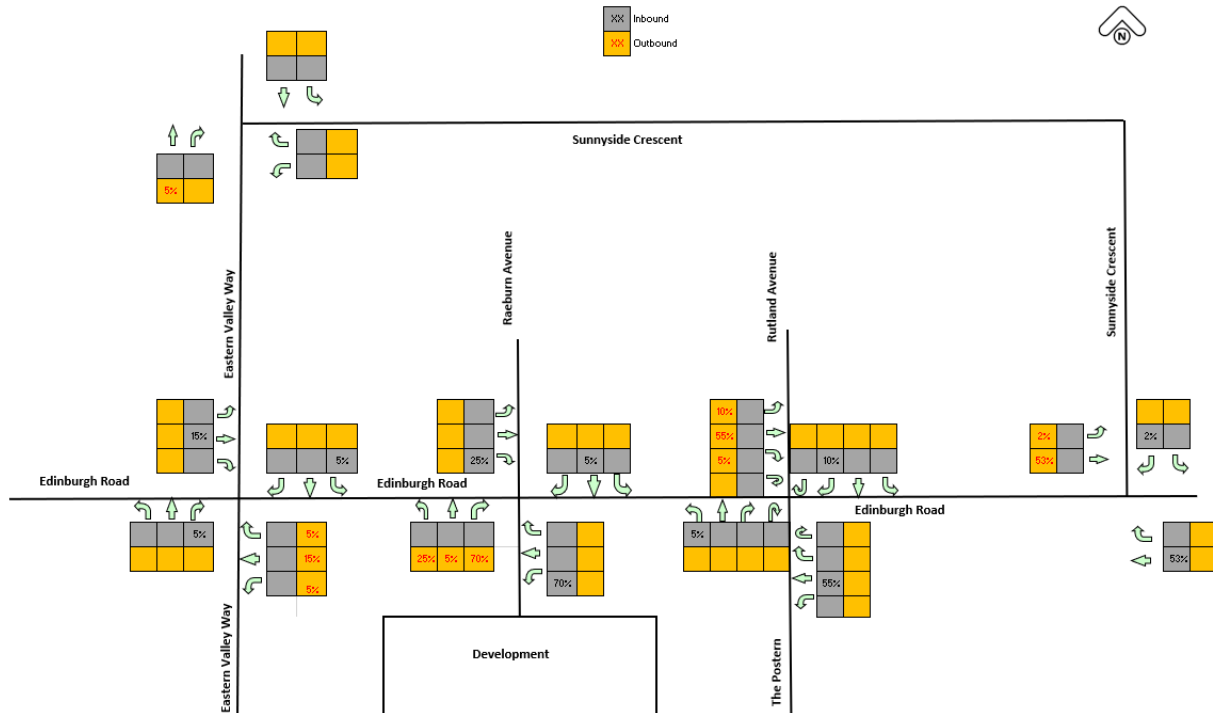 XX Inbound
XX Outbound
N
Sunnyside Crescent
5%
Eastern Valley Way
Raeburn Avenue
Rutland Avenue
Sunnyside Crescent
15%
5%
25%
5%
10%
55%
5%
10%
2%
53%
2%
Edinburgh Road
Edinburgh Road
Edinburgh Road
5%
5%
15%
5%
25% 5% 70%
70%
5%
55%
53%
Eastern Valley Way
Development
The Postern